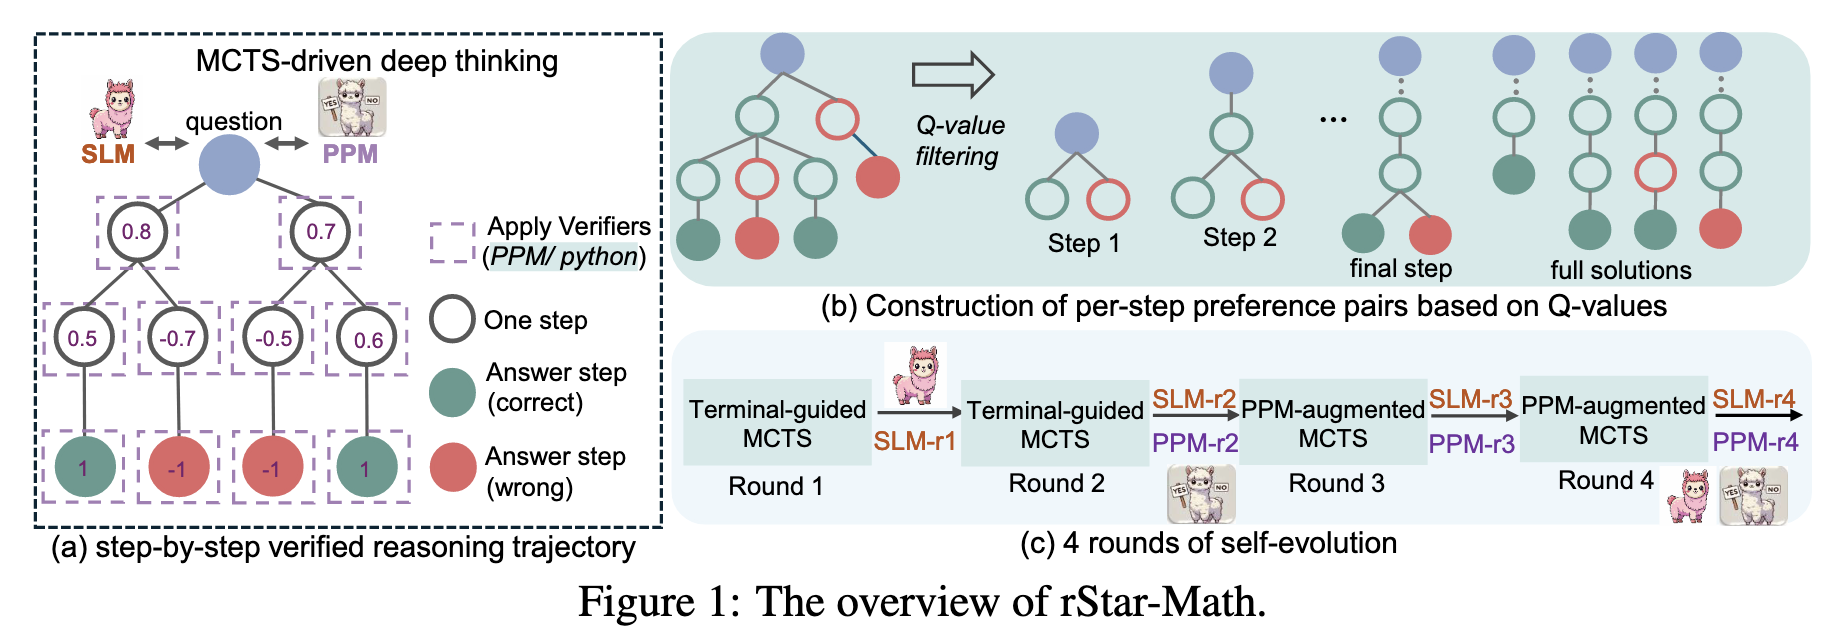 MCTS-driven deep thinking
YES
NO
question
SLM
PPM
0.8
0.7
Apply Verifiers
(PPM/ python)
0.5
-0.7
-0.5
0.6
One step
Answer step
(correct)
1
-1
-1
1
Answer step
(wrong)
(a) step-by-step verified reasoning trajectory
Q-value
filtering
...
Step 1
Step 2
final step
full solutions
(b) Construction of per-step preference pairs based on Q-values
Terminal-guided
MCTS
Round 1
SLM-r1
Terminal-guided
MCTS
Round 2
SLM-r2
PPM-r2
YES
NO
PPM-augmented
MCTS
Round 3
SLM-r3
PPM-r3
PPM-augmented
MCTS
Round 4
SLM-r4
PPM-r4
YES
NO
(c) 4 rounds of self-evolution
Figure 1: The overview of rStar-Math.